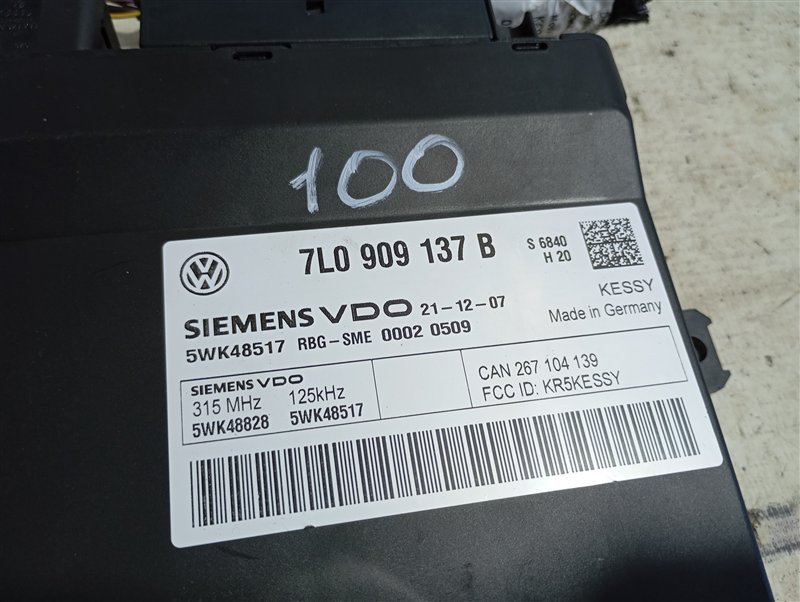 100
7L0 909 137 B
S 6840
H 20
KESSY
Made in Germany
SIEMENS VDO 21-12-07
5WK48517 RBG-SME 0002 0509
SIEMENS VDO
315 MHz 125kHz
5WK48828 5WK48517
CAN 267 104 139
FCC ID: KR5KESSY